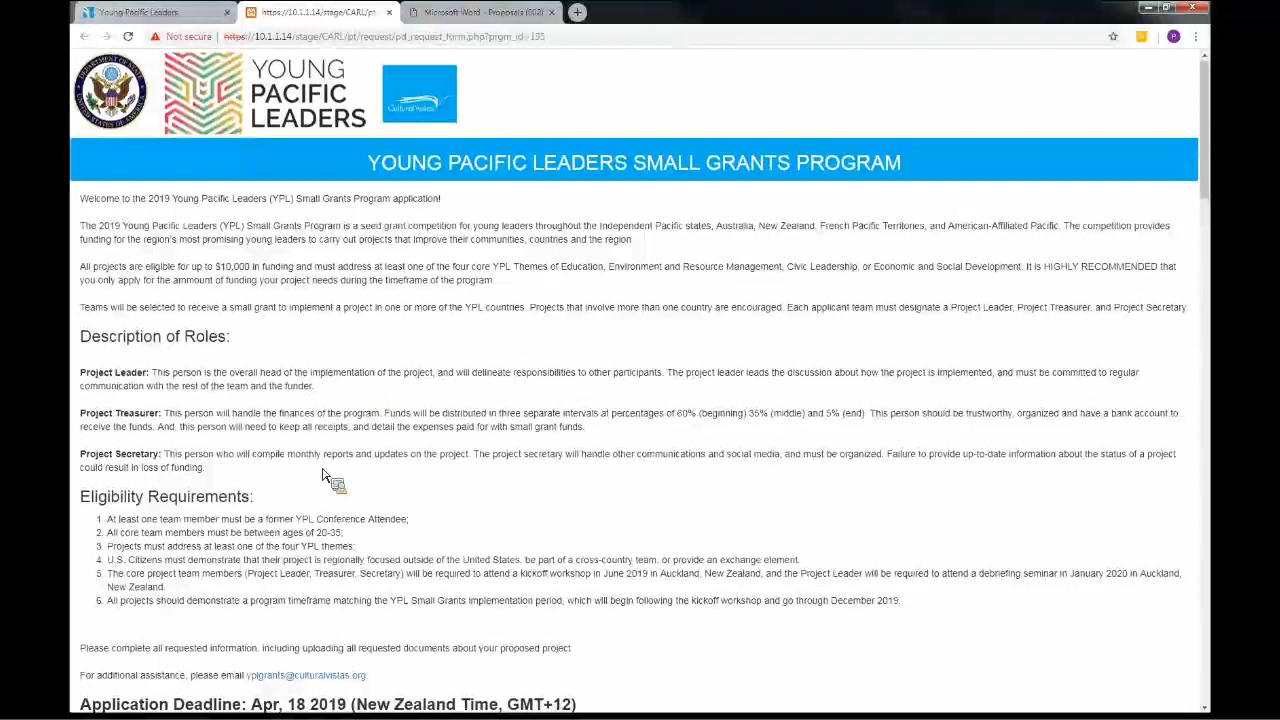 Young Pacific Leaders
https://10.1.1.14/stage/CARL/pt
Microsoft Word - Proposals (002)
Not secure
https://10.1.1.14/stage/CARL/pt/request/pd_request_form.php?prgm_id=195
YOUNG
PACIFIC
LEADERS
Cultural Vistas
YOUNG PACIFIC LEADERS SMALL GRANTS PROGRAM
Welcome to the 2019 Young Pacific Leaders (YPL) Small Grants Program application!
The 2019 Young Pacific Leaders (YPL) Small Grants Program is a seed grant competition for young leaders throughout the Independent Pacific states, Australia, New Zealand, French Pacific Territories, and American-Affiliated Pacific. The competition provides
funding for the region's most promising young leaders to carry out projects that improve their communities, countries and the region
All projects are eligible for up to $10,000 in funding and must address at least one of the four core YPL Themes of Education, Environment and Resource Management, Civic Leadership, or Economic and Social Development. It is HIGHLY RECOMMENDED that
you only apply for the ammount of funding your project needs during the timeframe of the program
Teams will be selected to receive a small grant to implement a project in one or more of the YPL countries. Projects that involve more than one country are encouraged. Each applicant team must designate a Project Leader, Project Treasurer, and Project Secretary.
Description of Roles:
Project Leader: This person is the overall head of the implementation of the project, and will delineate responsibilities to other participants. The project leader leads the discussion about how the project is implemented, and must be committed to regular
communication with the rest of the team and the funder.
Project Treasurer: This person will handle the finances of the program. Funds will be distributed in three separate intervals at percentages of 60% (beginning) 35% (middle) and 5% (end). This person should be trustworthy, organized and have a bank account to
receive the funds. And, this person will need to keep all receipts, and detail the expenses paid for with small grant funds.
Project Secretary: This person who will compile monthly reports and updates on the project. The project secretary will handle other communications and social media, and must be organized. Failure to provide up-to-date information about the status of a project
could result in loss of funding.
Eligibility Requirements:
1. At least one team member must be a former YPL Conference Attendee;
2. All core team members must be between ages of 20-35;
3. Projects must address at least one of the four YPL themes;
4. U.S. Citizens must demonstrate that their project is regionally focused outside of the United States, be part of a cross-country team, or provide an exchange element.
5. The core project team members (Project Leader, Treasurer, Secretary) will be required to attend a kickoff workshop in June 2019 in Auckland, New Zealand, and the Project Leader will be required to attend a debriefing seminar in January 2020 in Auckland,
New Zealand.
6. All projects should demonstrate a program timeframe matching the YPL Small Grants Implementation period, which will begin following the kickoff workshop and go through December 2019.
Please complete all requested information, including uploading all requested documents about your proposed project
For additional assistance, please email yplgrants@culturalvistas.org.
Application Deadline: Apr, 18 2019 (New Zealand Time, GMT+12)